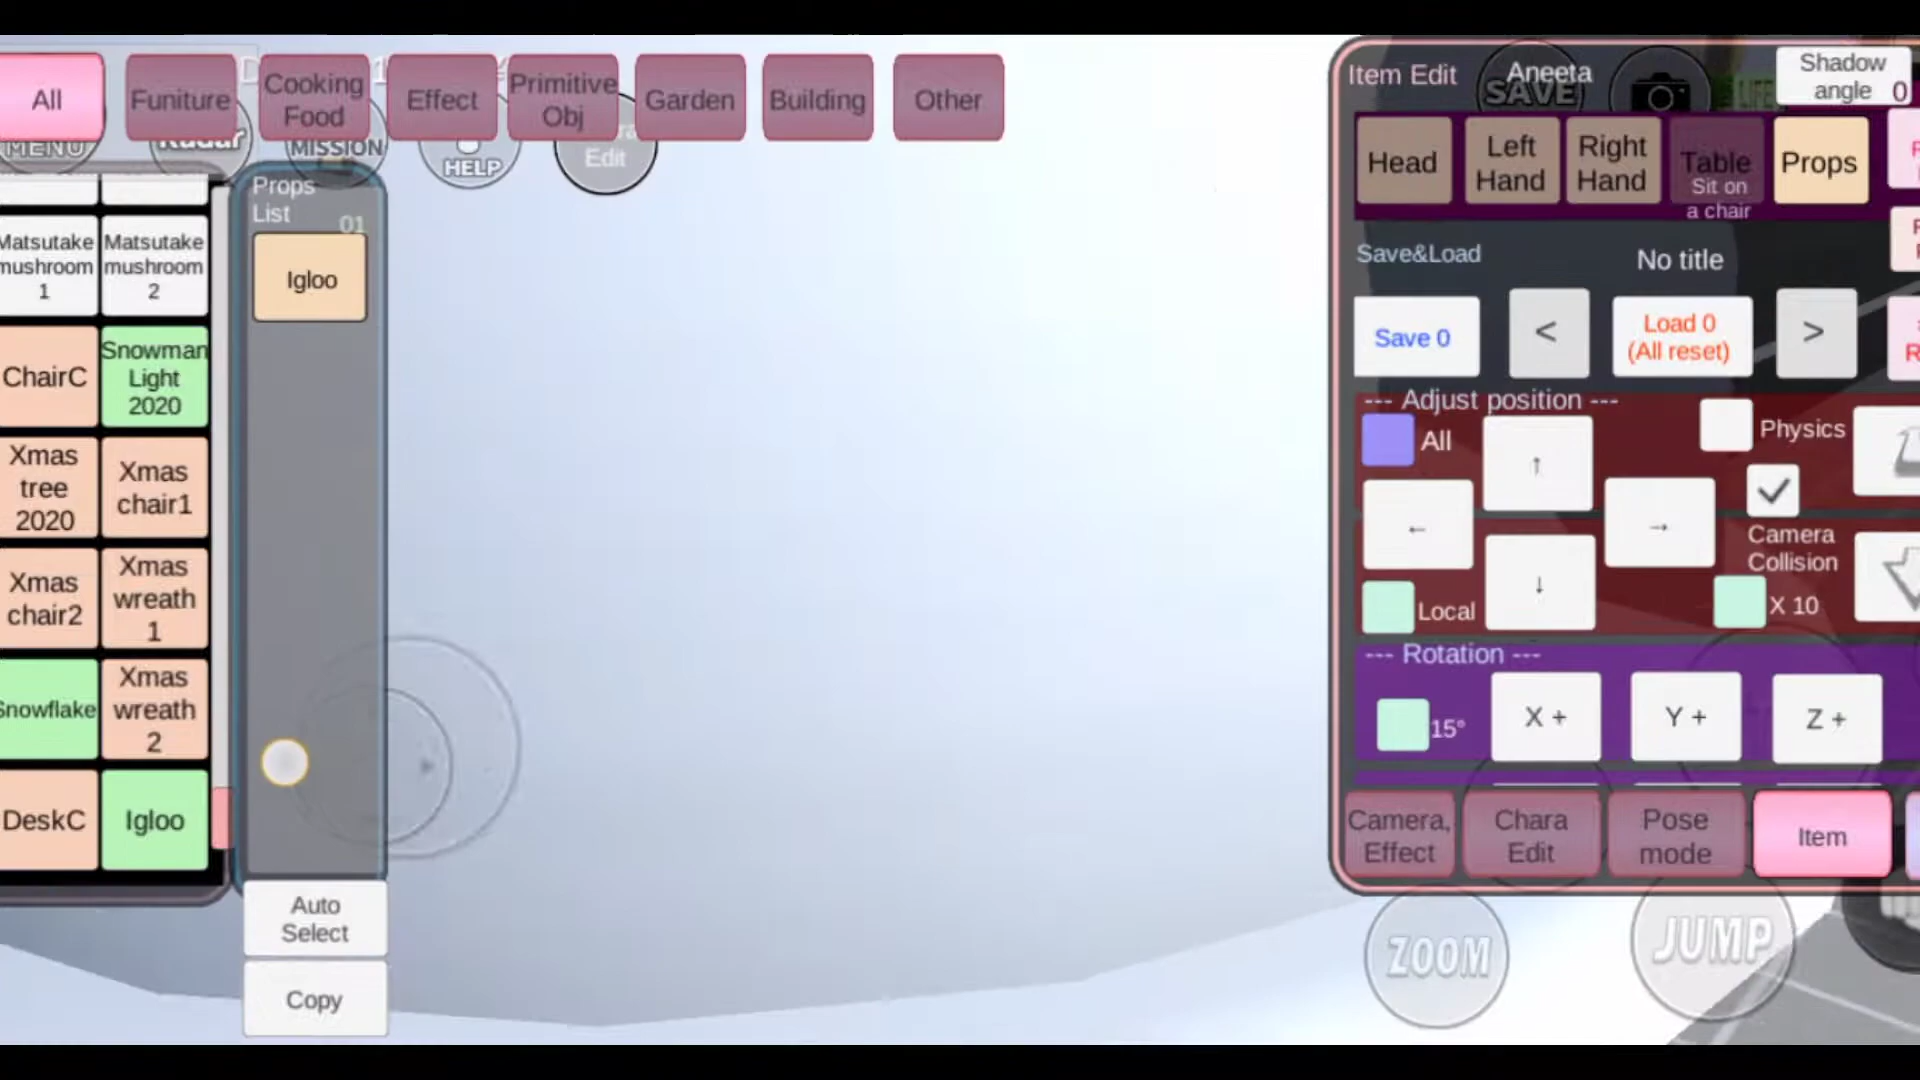 All
Funiture
Cooking
Food
Effect
Primitive
Obj
Garden
Building
Other
MENU
Radar
MISSION
HELP
Edit
Matsutake
mushroom
1
Matsutake
mushroom
2
ChairC
Snowman
Light
2020
Xmas
tree
2020
Xmas
chair1
Xmas
chair2
Xmas
wreath
1
Snowflake
Xmas
wreath
2
DeskC
Igloo
Props
List
01
Igloo
Auto
Select
Copy
Item Edit
Aneeta
SAVE
LIFE
Shadow
angle 0
Head
Left
Hand
Right
Hand
Table
Sit on
a chair
Props
Save&Load
No title
Save 0
<
Load 0
(All reset)
>
--- Adjust position ---
All
↑
Physics
←
→
Camera
Collision
Local
↓
X 10
--- Rotation ---
15°
X +
Y +
Z +
Camera,
Effect
Chara
Edit
Pose
mode
Item
ZOOM
JUMP